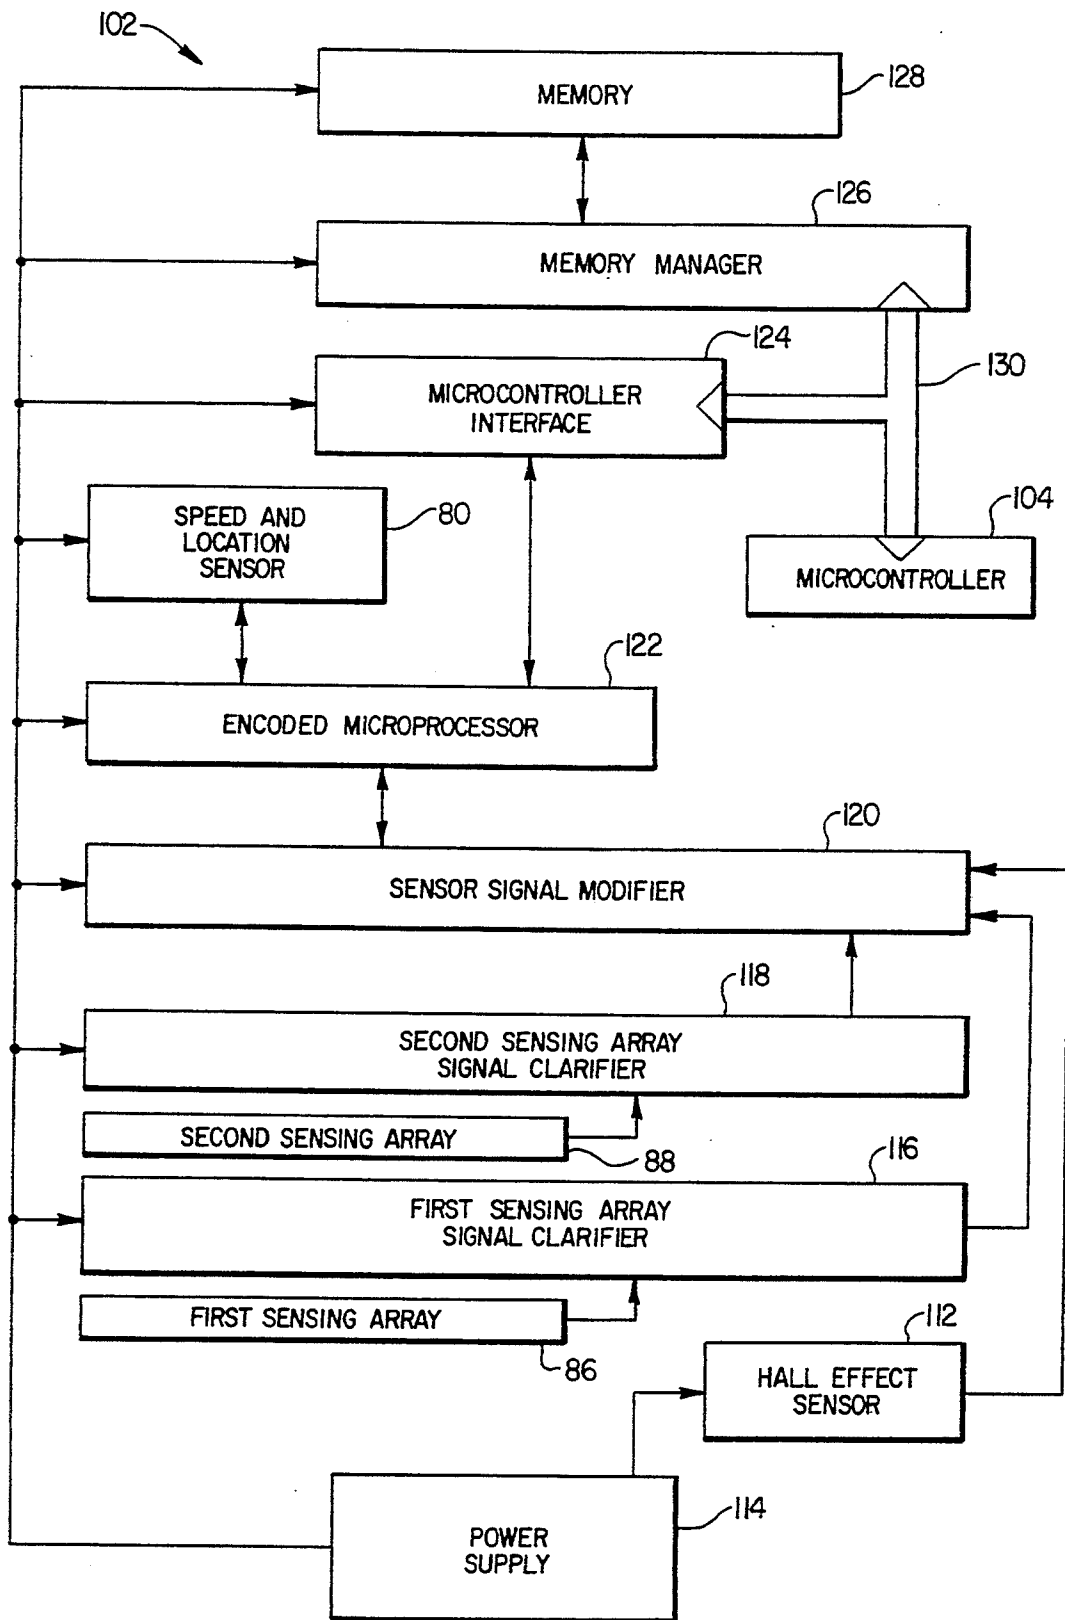 102
MEMORY
128
126
MEMORY MANAGER
124
MICROCONTROLLER
INTERFACE
130
SPEED AND
LOCATION
SENSOR
80
104
MICROCONTROLLER
122
ENCODED MICROPROCESSOR
120
SENSOR SIGNAL MODIFIER
118
SECOND SENSING ARRAY
SIGNAL CLARIFIER
SECOND SENSING ARRAY
88
116
FIRST SENSING ARRAY
SIGNAL CLARIFIER
FIRST SENSING ARRAY
86
112
HALL EFFECT
SENSOR
114
POWER
SUPPLY